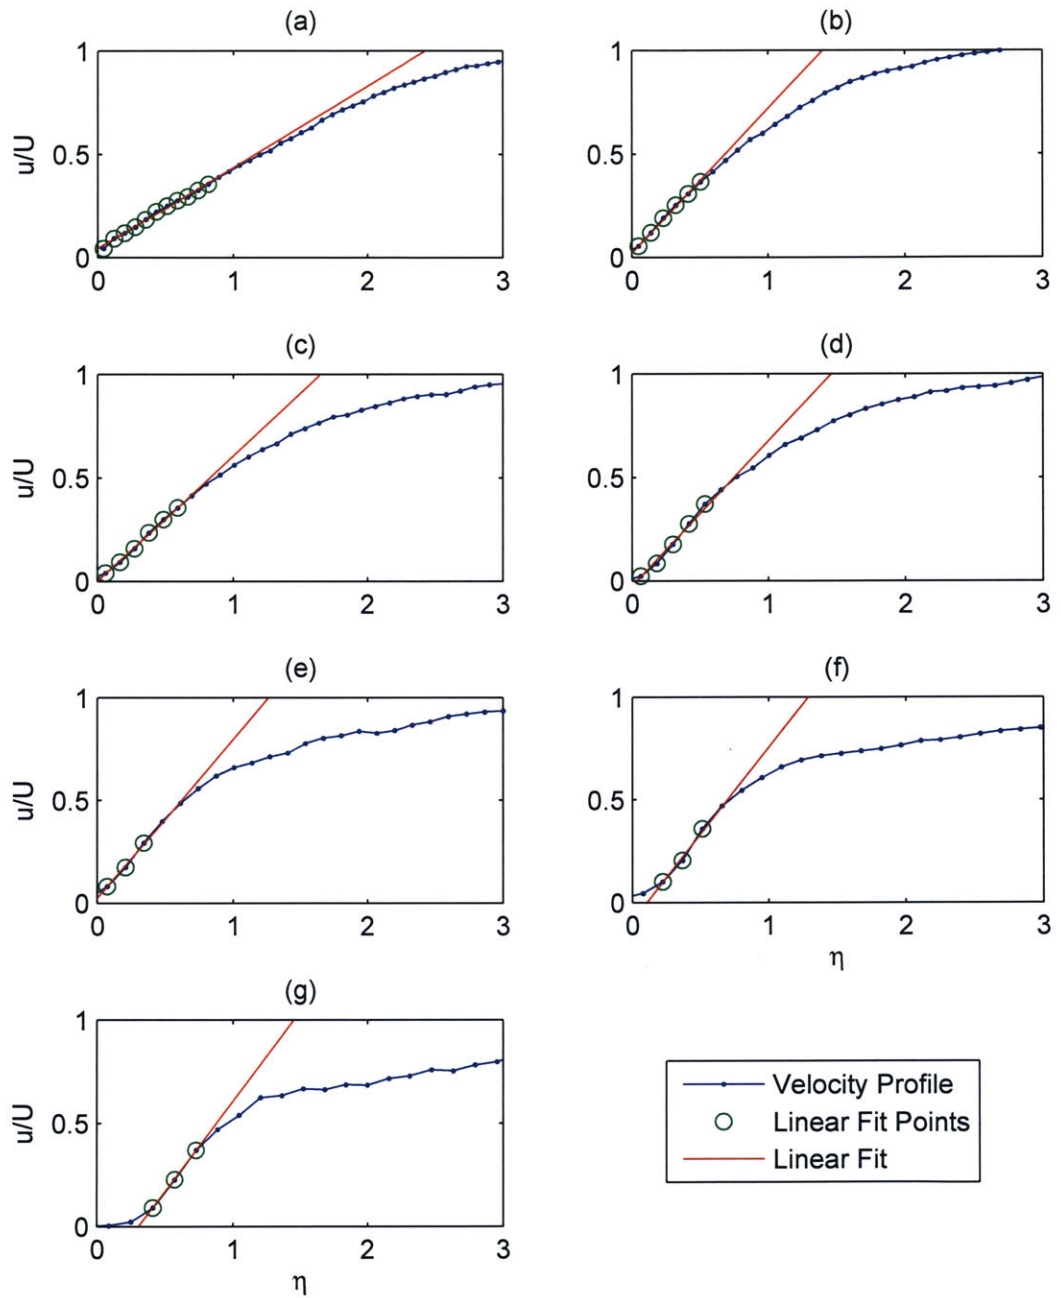 (a) (b)
1 1
u/U 0.5 0.5
0 0
0 1 2 3 0 1 2 3
(c) (d)
1 1
u/U 0.5 0.5
0 0
0 1 2 3 0 1 2 3
(e) (f)
1 1
u/U 0.5 0.5
0 0
0 1 2 3 0 1 2 3
η
(g)
1
u/U 0.5
0
0 1 2 3
η
Velocity Profile
Linear Fit Points
Linear Fit